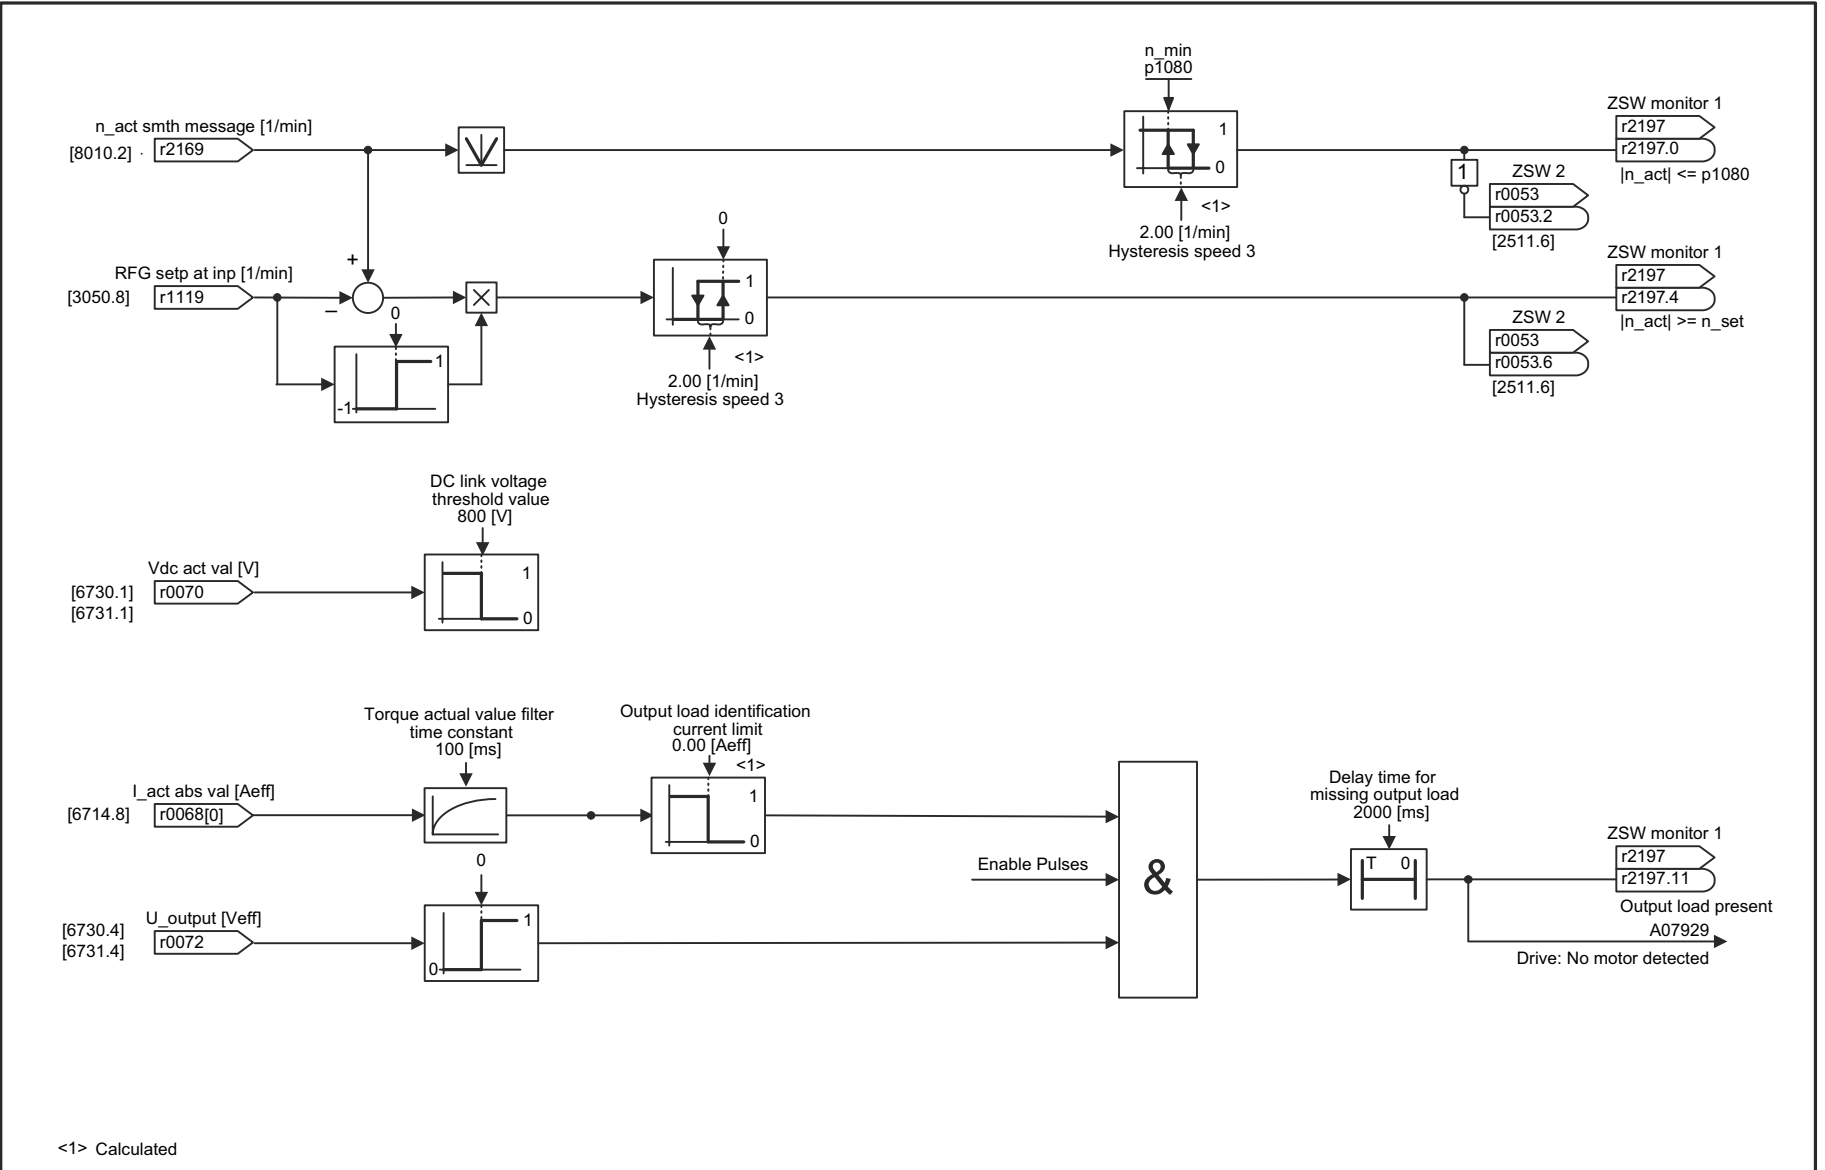 n_min
p1080
n_act smth message [1/min]
[8010.2] . r2169
1
0
<1>
2.00 [1/min]
Hysteresis speed 3
ZSW monitor 1
r2197
r2197.0
|n_act| <= p1080
1
ZSW 2
r0053
r0053.2
[2511.6]
RFG setp at inp [1/min]
[3050.8] r1119
+
–
0
1
-1
0
1
0
<1>
2.00 [1/min]
Hysteresis speed 3
ZSW monitor 1
r2197
r2197.4
|n_act| >= n_set
ZSW 2
r0053
r0053.6
[2511.6]
DC link voltage
threshold value
800 [V]
Vdc act val [V]
[6730.1] r0070
[6731.1]
1
0
Torque actual value filter
time constant
100 [ms]
Output load identification
current limit
0.00 [Aeff]
<1>
I_act abs val [Aeff]
[6714.8] r0068[0]
1
0
Enable Pulses
&
Delay time for
missing output load
2000 [ms]
T 0
ZSW monitor 1
r2197
r2197.11
Output load present
A07929
Drive: No motor detected
0
U_output [Veff]
[6730.4]
[6731.4]
r0072
1
0
<1> Calculated